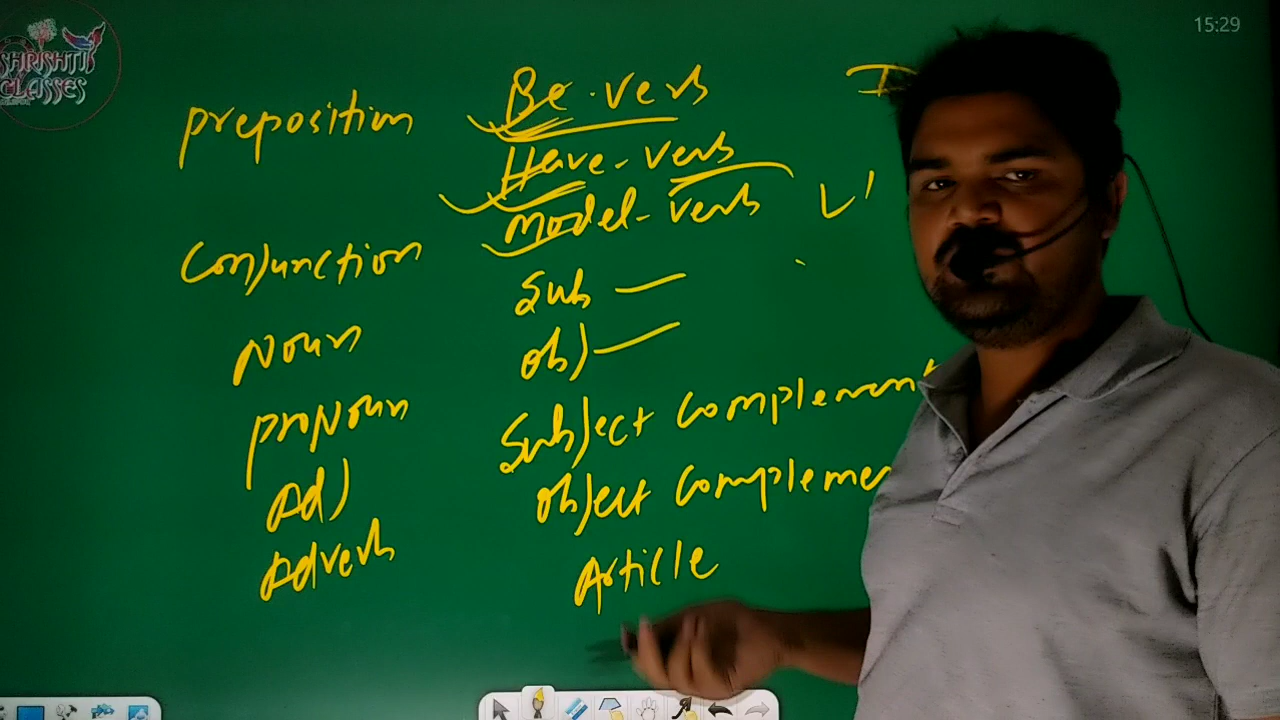 SHRISHTI
CLASSES
15:29
preposition
Conjunction
Noun
proNoun
Adj
Adverb
Be-verb
Have-verb
Model-verb
Sub —
obj —
Subject Complement
object Compleme
Article
I
V'